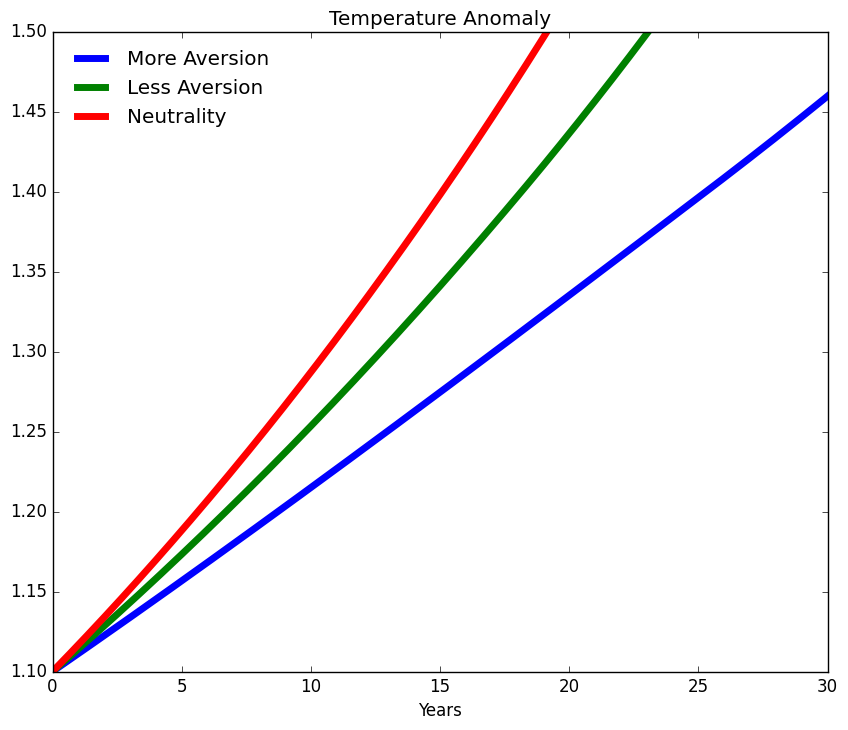 Temperature Anomaly
1.50
1.45
1.40
1.35
1.30
1.25
1.20
1.15
1.10
More Aversion
Less Aversion
Neutrality
0 5 10 15 20 25 30
Years